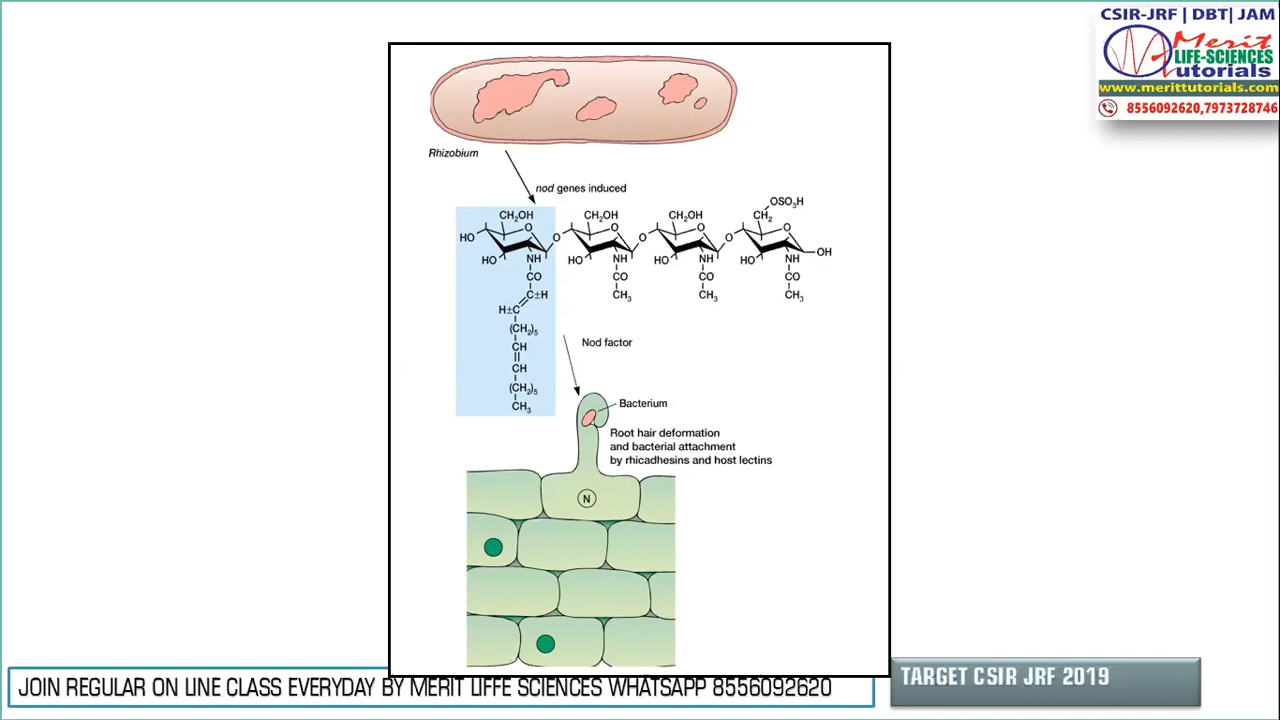 CSIR-JRF | DBT| JAM
Merit
LIFE-SCIENCES
utorials
www.merittutorials.com
8556092620,7973728746
Rhizobium
nod genes induced
OSO₃H
CH₂OH CH₂OH CH₂OH CH₂
HO O O O O O O O OH
HO HO HO HO
NH NH NH NH
CO CO CO CO
C±H CH₃ CH₃ CH₃
H±C
(CH₂)₅
CH
CH
(CH₂)₅
CH₃
Nod factor
Bacterium
Root hair deformation
and bacterial attachment
by rhicadhesins and host lectins
N
JOIN REGULAR ON LINE CLASS EVERYDAY BY MERIT LIFFE SCIENCES WHATSAPP 8556092620
TARGET CSIR JRF 2019